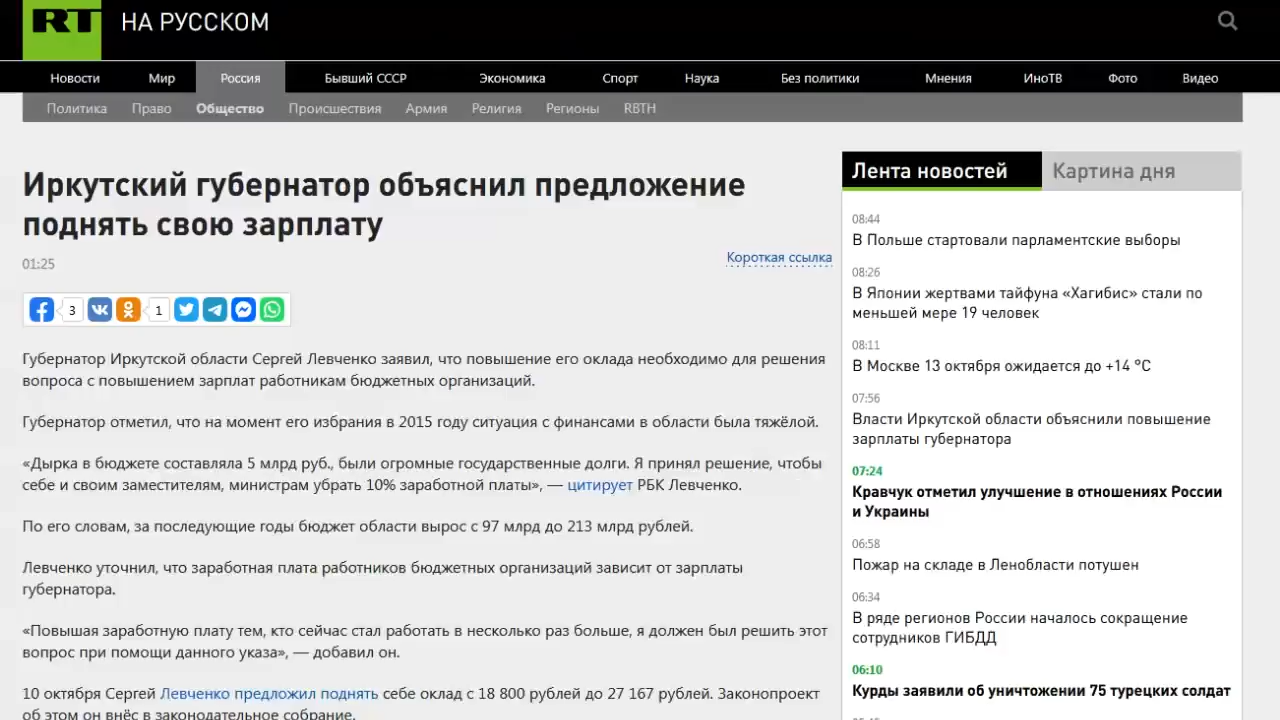 RT НА РУССКОМ
Новости Мир Россия Бывший СССР Экономика Спорт Наука Без политики Мнения ИноТВ Фото Видео
Политика Право Общество Происшествия Армия Религия Регионы RBTH
Иркутский губернатор объяснил предложение
поднять свою зарплату
01:25
Короткая ссылка
3
1
Губернатор Иркутской области Сергей Левченко заявил, что повышение его оклада необходимо для решения
вопроса с повышением зарплат работникам бюджетных организаций.
Губернатор отметил, что на момент его избрания в 2015 году ситуация с финансами в области была тяжёлой.
«Дырка в бюджете составляла 5 млрд руб., были огромные государственные долги. Я принял решение, чтобы
себе и своим заместителям, министрам убрать 10% заработной платы», — цитирует РБК Левченко.
По его словам, за последующие годы бюджет области вырос с 97 млрд до 213 млрд рублей.
Левченко уточнил, что заработная плата работников бюджетных организаций зависит от зарплаты
губернатора.
«Повышая заработную плату тем, кто сейчас стал работать в несколько раз больше, я должен был решить этот
вопрос при помощи данного указа», — добавил он.
10 октября Сергей Левченко предложил поднять себе оклад с 18 800 рублей до 27 167 рублей. Законопроект
об этом он внёс в законодательное собрание.
Лента новостей Картина дня
08:44
В Польше стартовали парламентские выборы
08:26
В Японии жертвами тайфуна «Хагибис» стали по
меньшей мере 19 человек
08:11
В Москве 13 октября ожидается до +14 °C
07:56
Власти Иркутской области объяснили повышение
зарплаты губернатора
07:24
Кравчук отметил улучшение в отношениях России
и Украины
06:58
Пожар на складе в Ленобласти потушен
06:34
В ряде регионов России началось сокращение
сотрудников ГИБДД
06:10
Курды заявили об уничтожении 75 турецких солдат